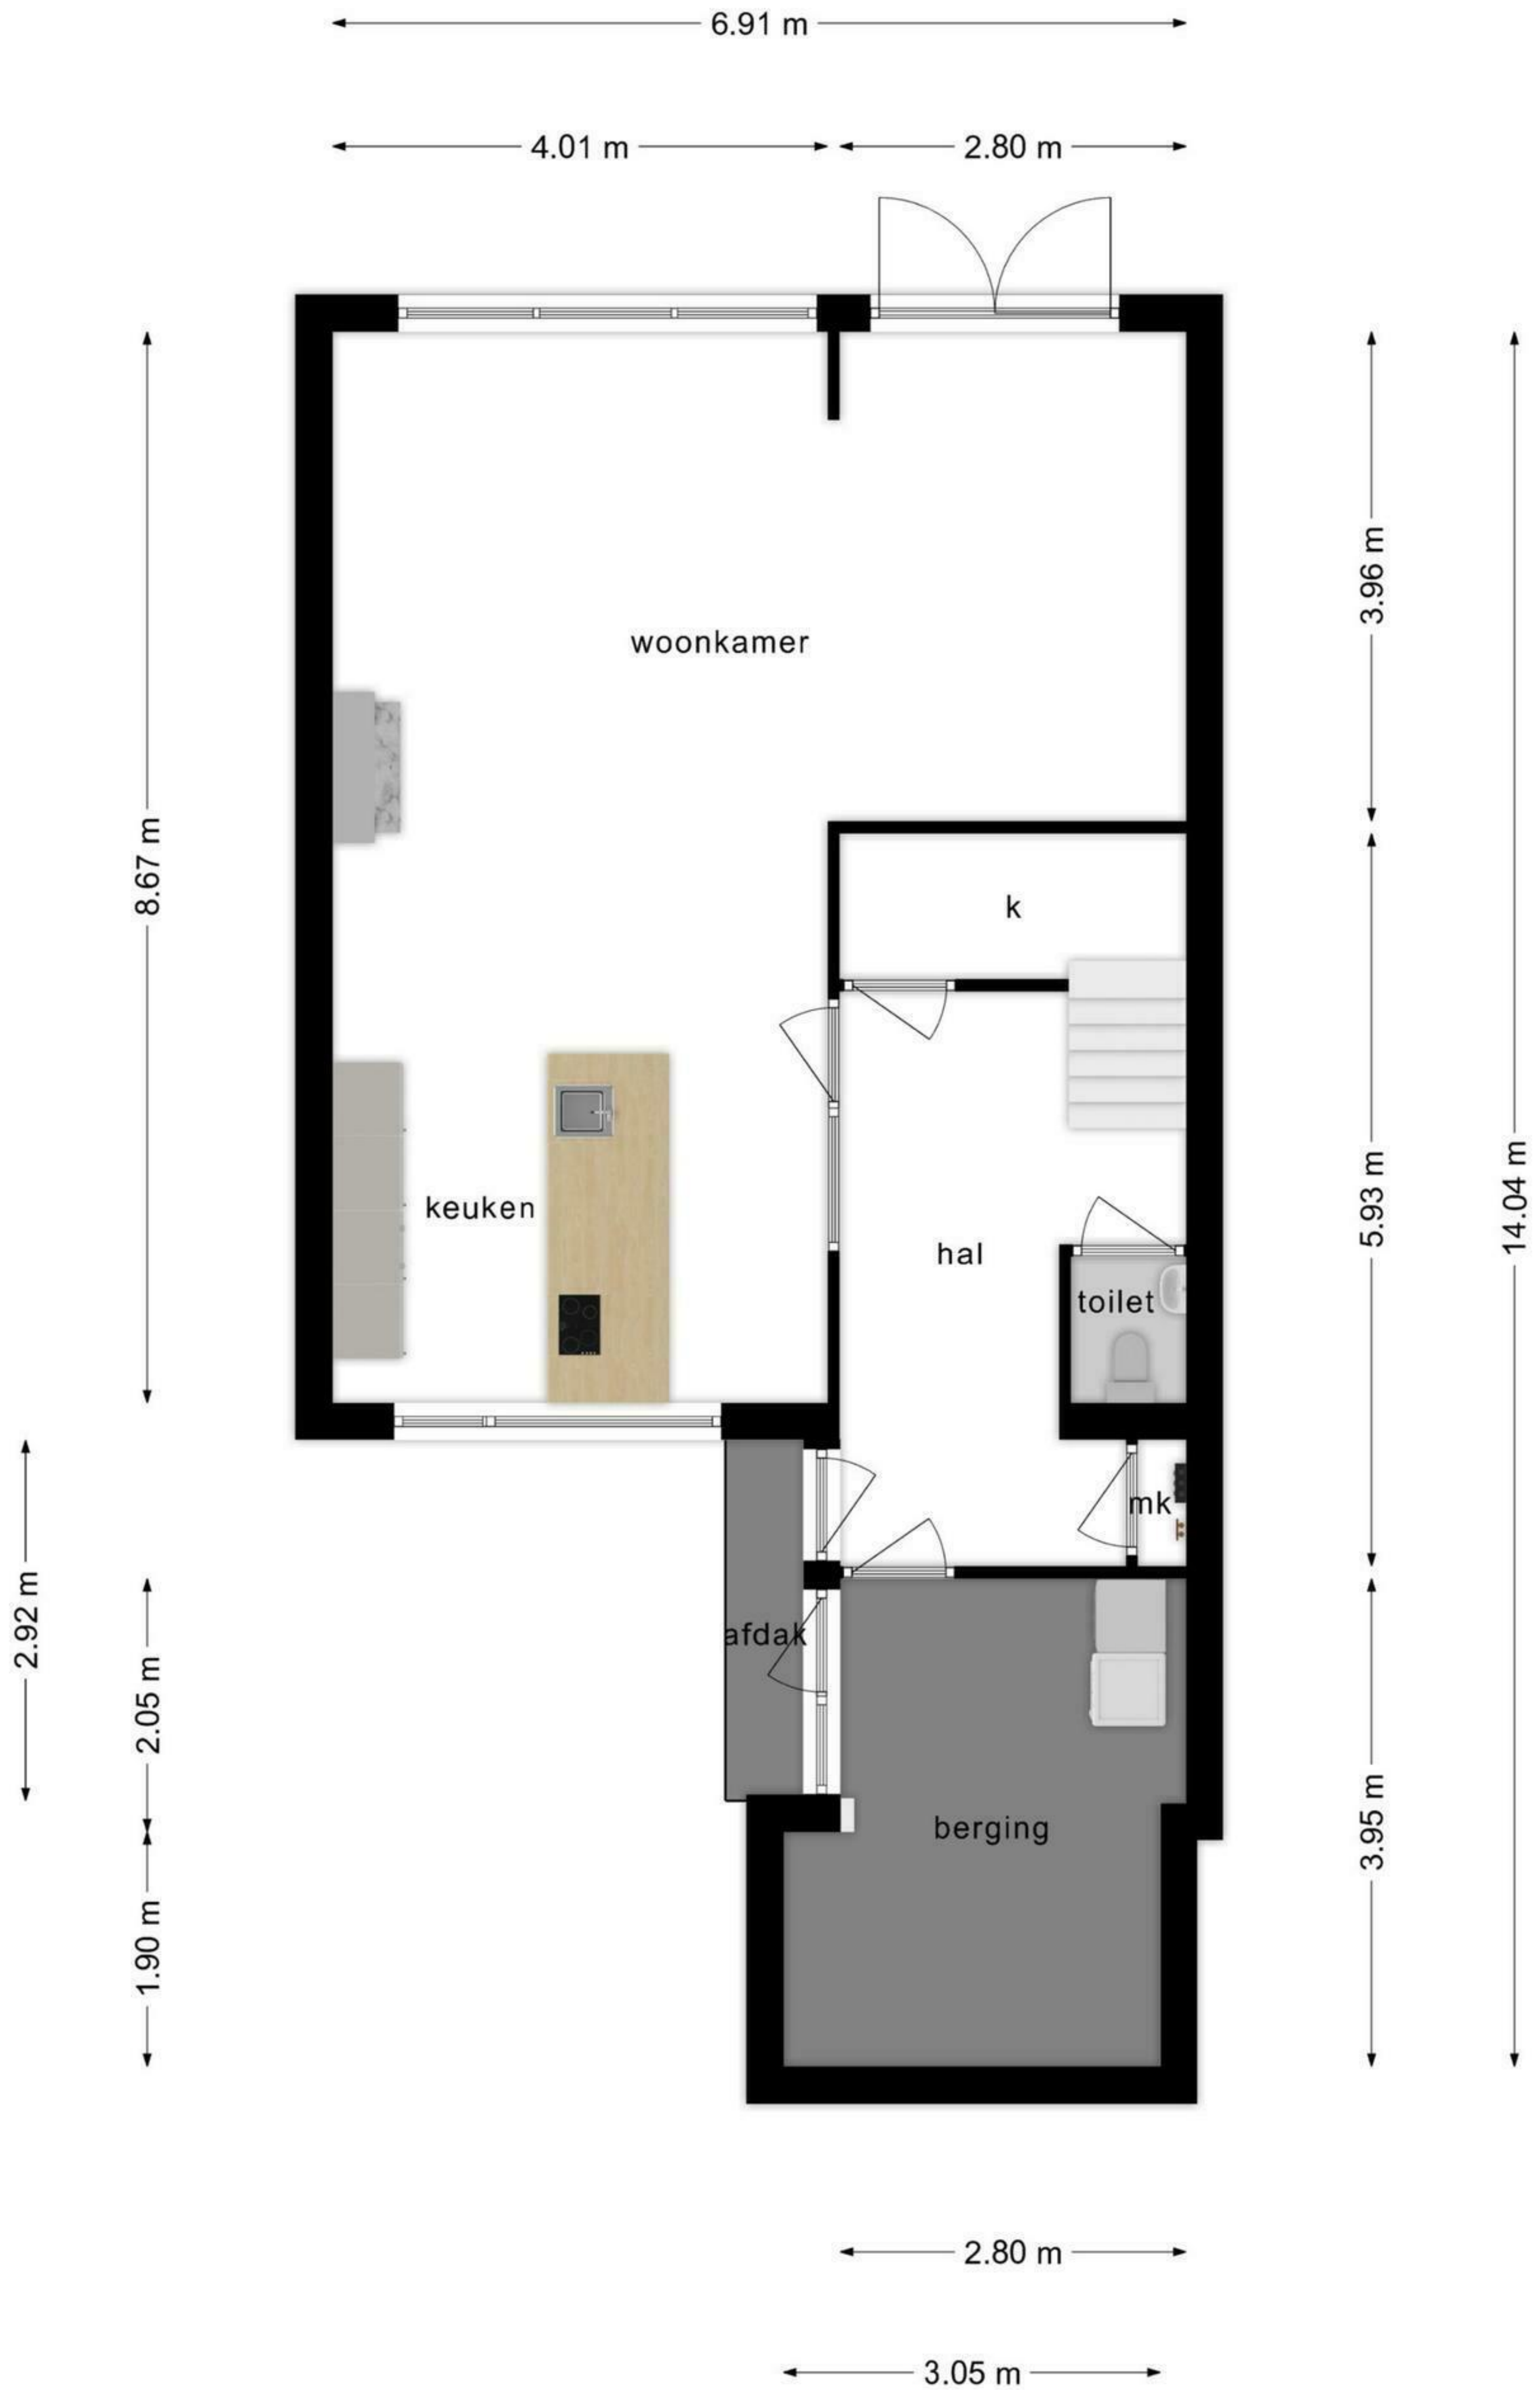 6.91 m
4.01 m
2.80 m
woonkamer
3.96 m
8.67 m
k
keuken
hal
5.93 m
14.04 m
toilet
mk
2.92 m
2.05 m
afdak
berging
3.95 m
1.90 m
2.80 m
3.05 m